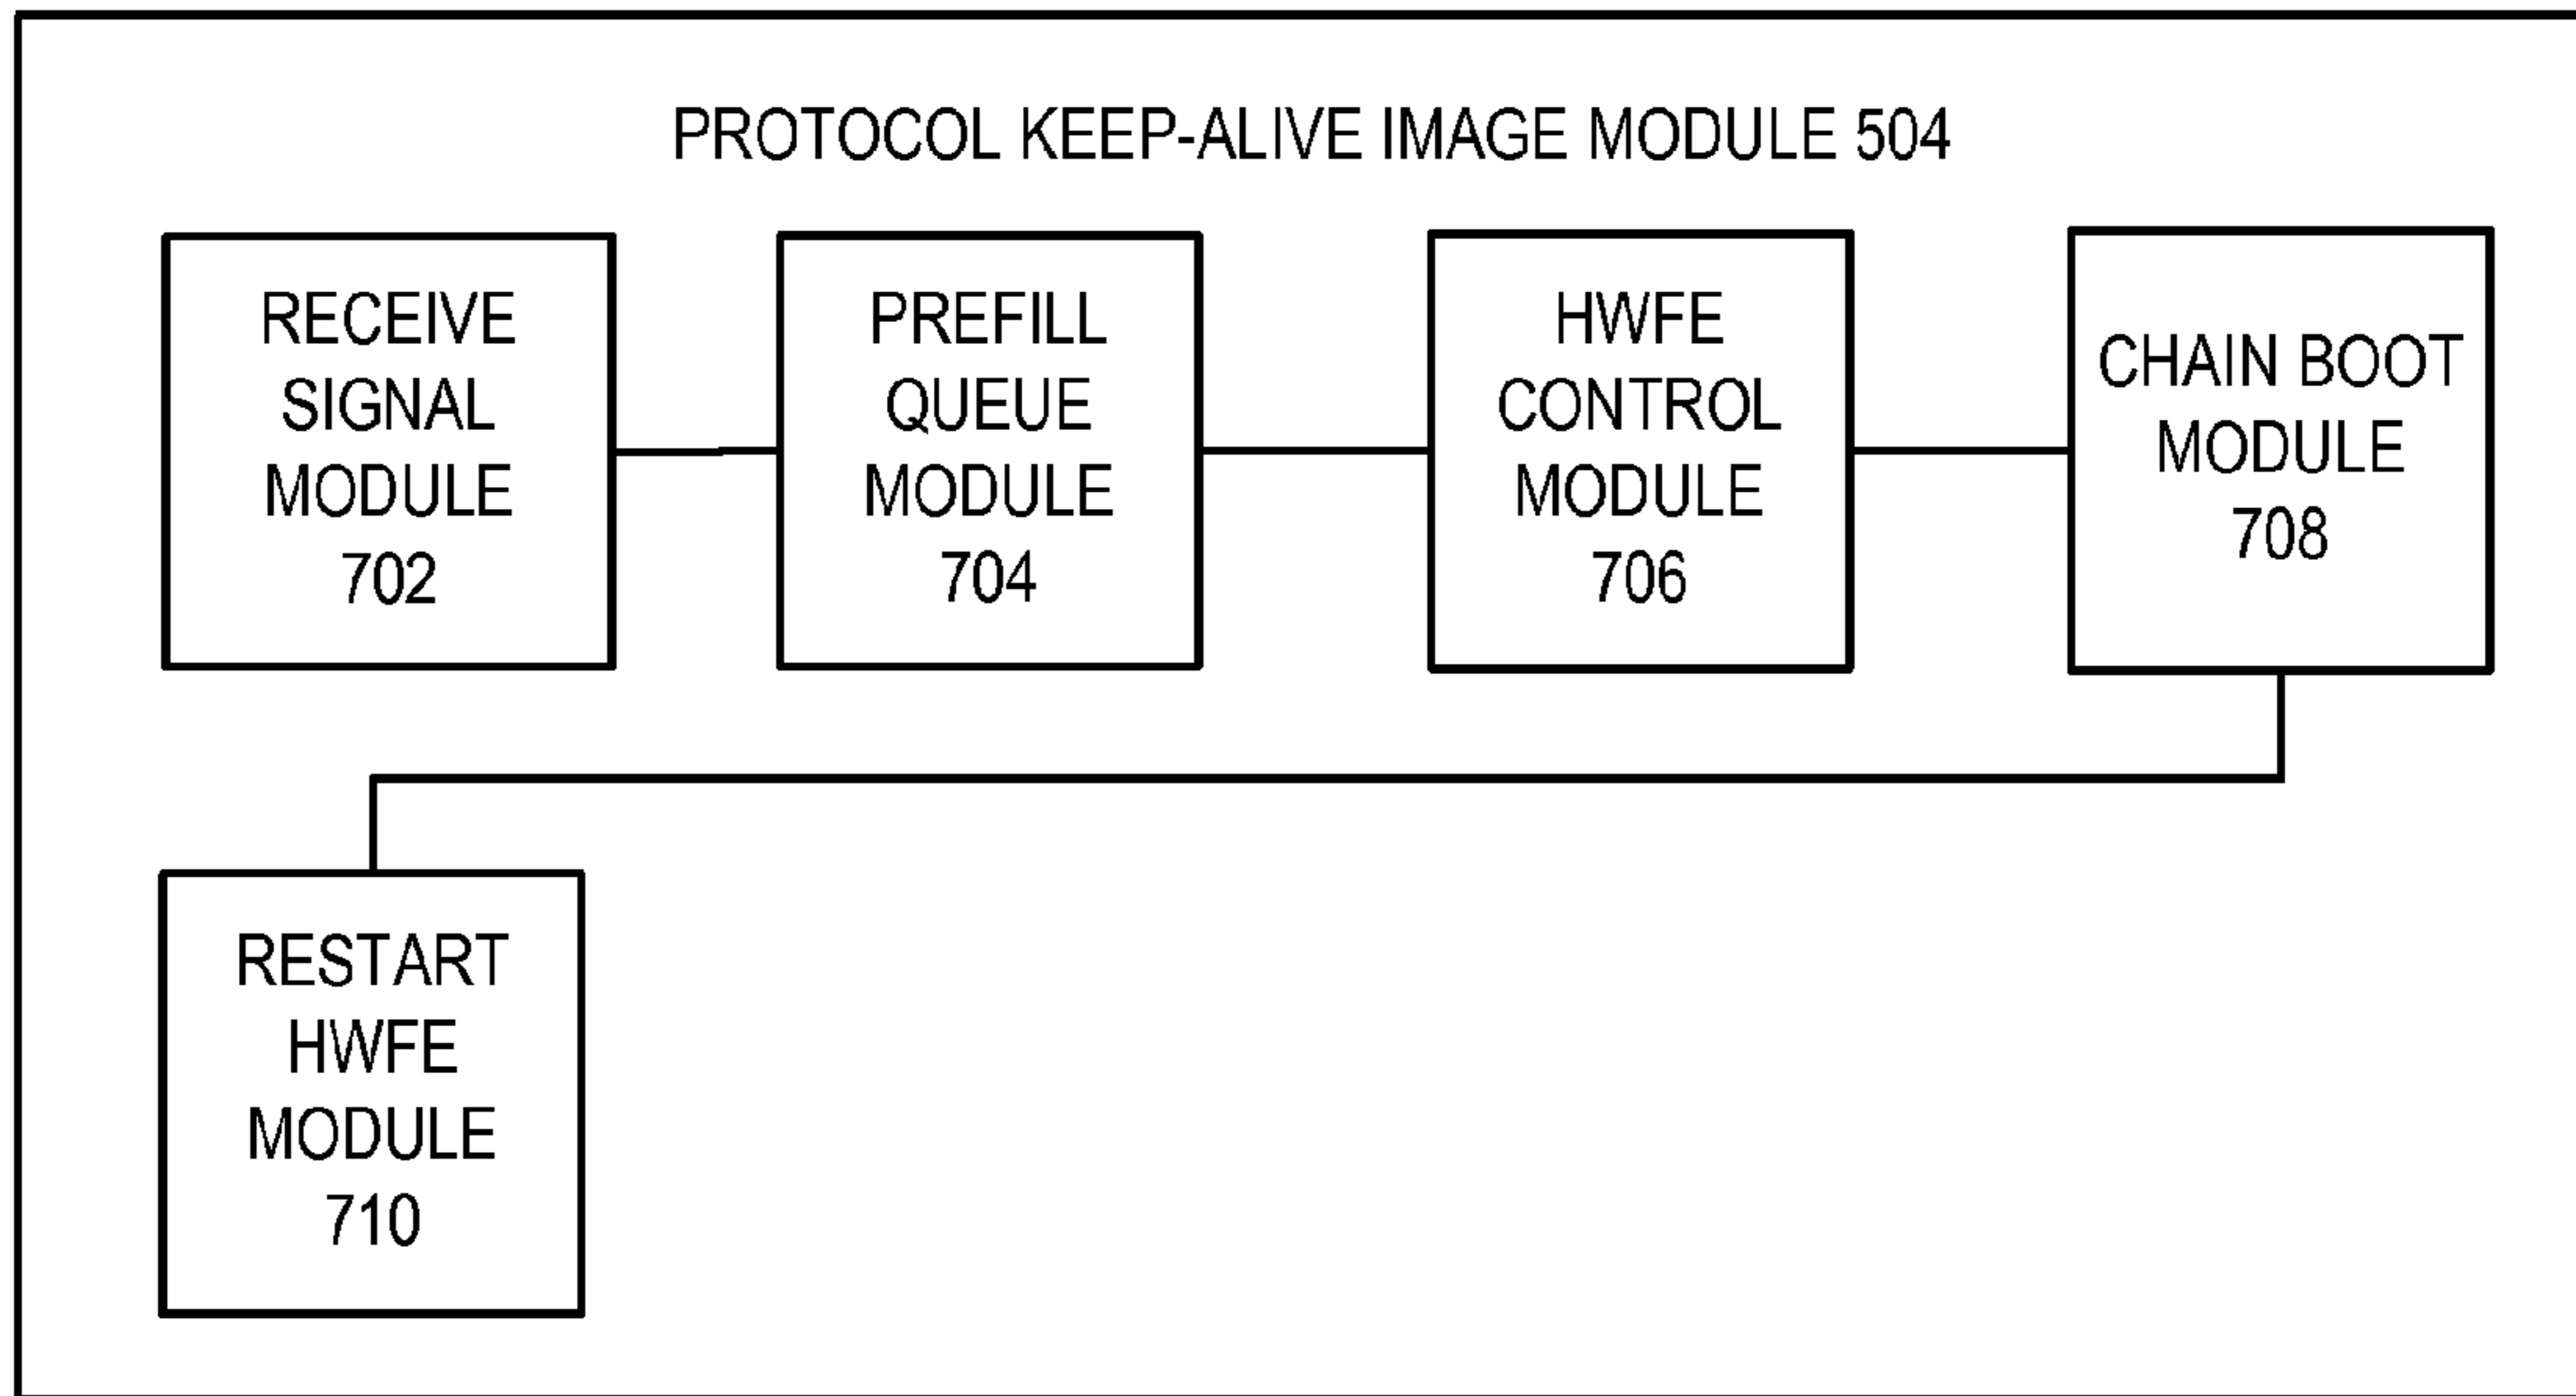 PROTOCOL KEEP-ALIVE IMAGE MODULE 504
RECEIVE
SIGNAL
MODULE
702
PREFILL
QUEUE
MODULE
704
HWFE
CONTROL
MODULE
706
CHAIN BOOT
MODULE
708
RESTART
HWFE
MODULE
710